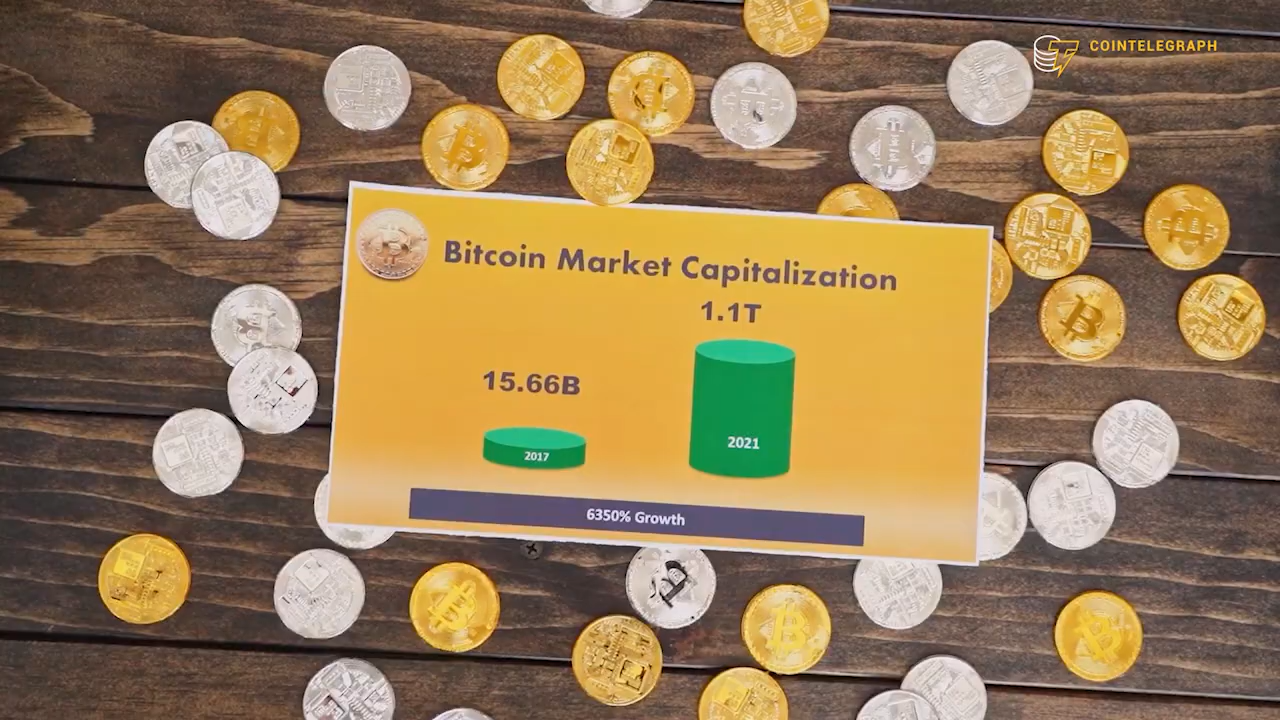 COINTELEGRAPH
Bitcoin Market Capitalization
1.1T
15.66B
2021
2017
6350% Growth